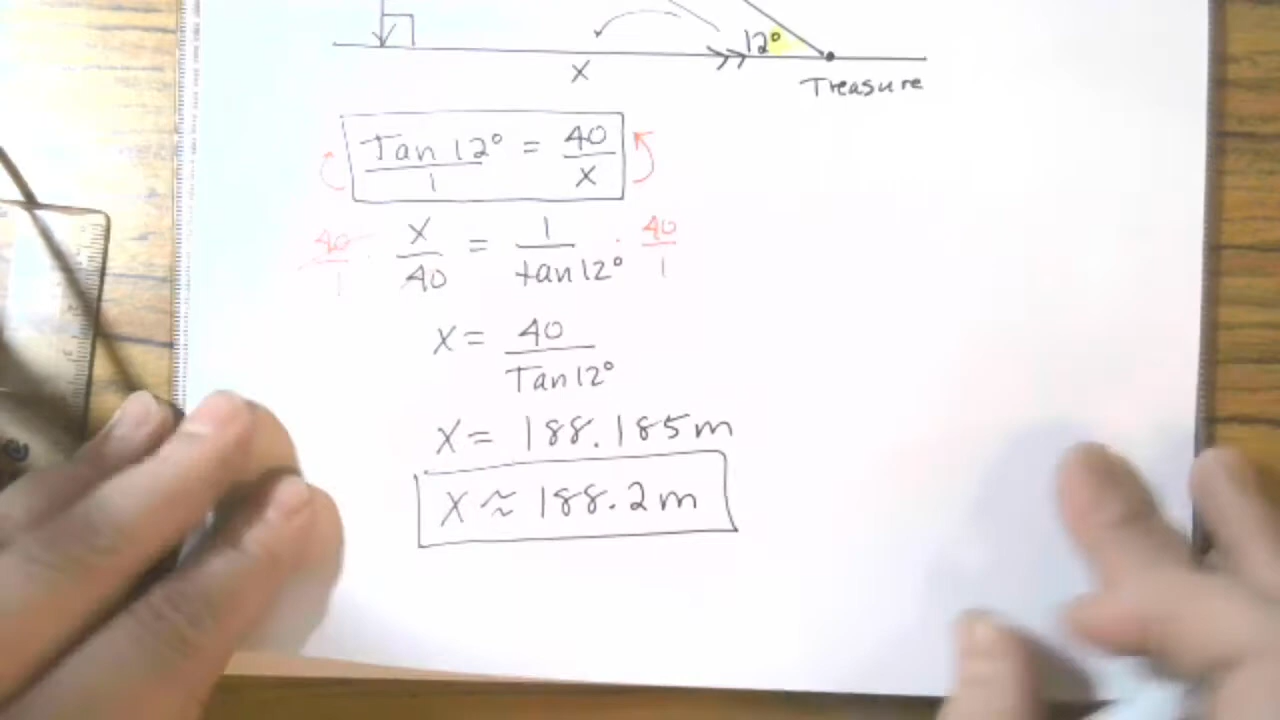 12°
x
Treasure
Tan 12° / 1 = 40 / x
40 / 1 · x / 40 = 1 / tan 12° · 40 / 1
x = 40 / Tan 12°
x = 188.185m
x ≈ 188.2m